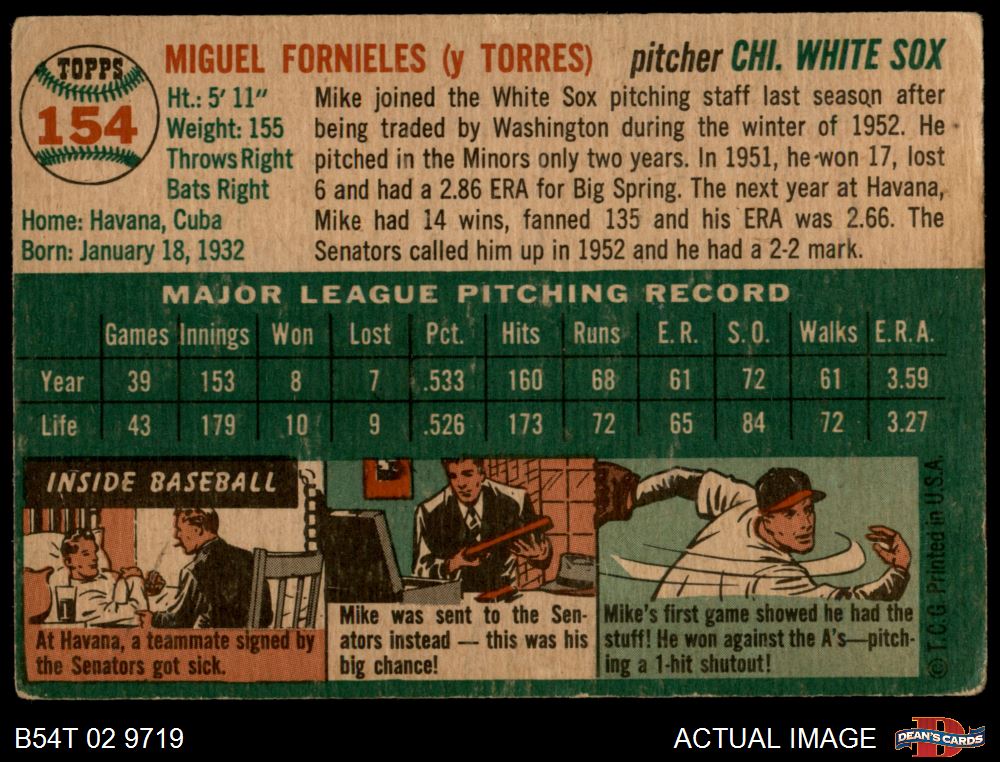 TOPPS
154
MIGUEL FORNIELES (y TORRES) pitcher CHI. WHITE SOX
Ht.: 5' 11"
Weight: 155
Throws Right
Bats Right
Home: Havana, Cuba
Born: January 18, 1932
Mike joined the White Sox pitching staff last season after
being traded by Washington during the winter of 1952. He
pitched in the Minors only two years. In 1951, he won 17, lost
6 and had a 2.86 ERA for Big Spring. The next year at Havana,
Mike had 14 wins, fanned 135 and his ERA was 2.66. The
Senators called him up in 1952 and he had a 2-2 mark.
MAJOR LEAGUE PITCHING RECORD
Games Innings Won Lost Pct. Hits Runs E.R. S.O. Walks E.R.A.
Year 39 153 8 7 .533 160 68 61 72 61 3.59
Life 43 179 10 9 .526 173 72 65 84 72 3.27
INSIDE BASEBALL
At Havana, a teammate signed by
the Senators got sick.
Mike was sent to the Sen-
ators instead — this was his
big chance!
Mike's first game showed he had the
stuff! He won against the A's—pitch-
ing a 1-hit shutout!
© T.C.G. Printed in U.S.A.
B54T 02 9719
ACTUAL IMAGE
D
DEAN'S CARDS